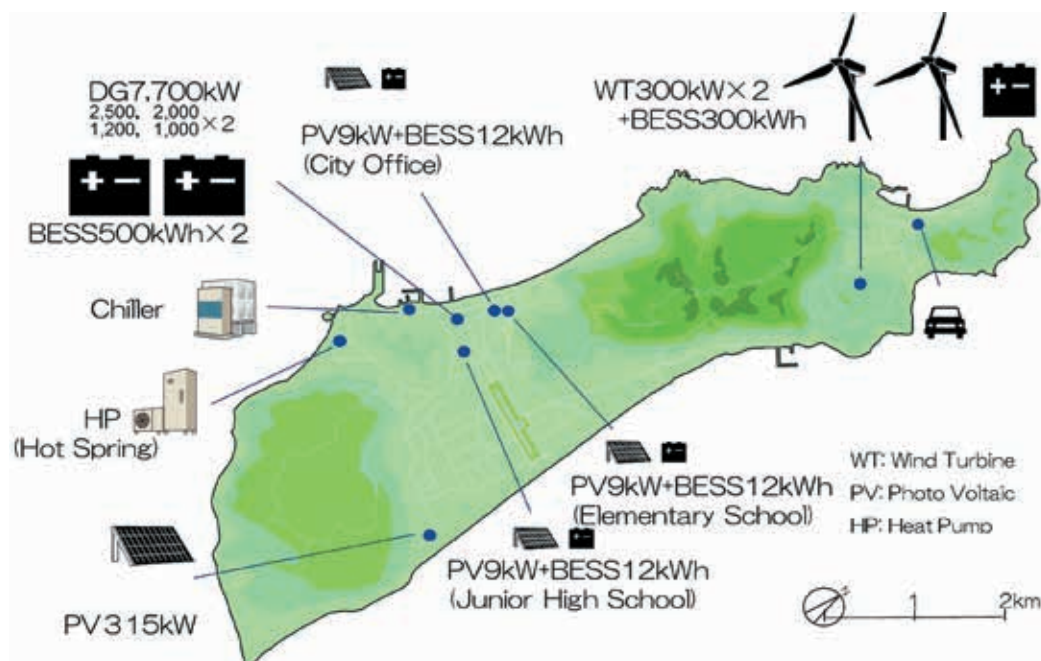 DG7,700kW
2,500, 2,000
1,200, 1,000 ×2
BESS500kWh×2
PV9kW+BESS12kWh
(City Office)
WT300kW×2
+BESS300kWh
Chiller
HP
(Hot Spring)
PV315kW
PV9kW+BESS12kWh
(Junior High School)
PV9kW+BESS12kWh
(Elementary School)
WT: Wind Turbine
PV: Photo Voltaic
HP: Heat Pump
N
1 2km